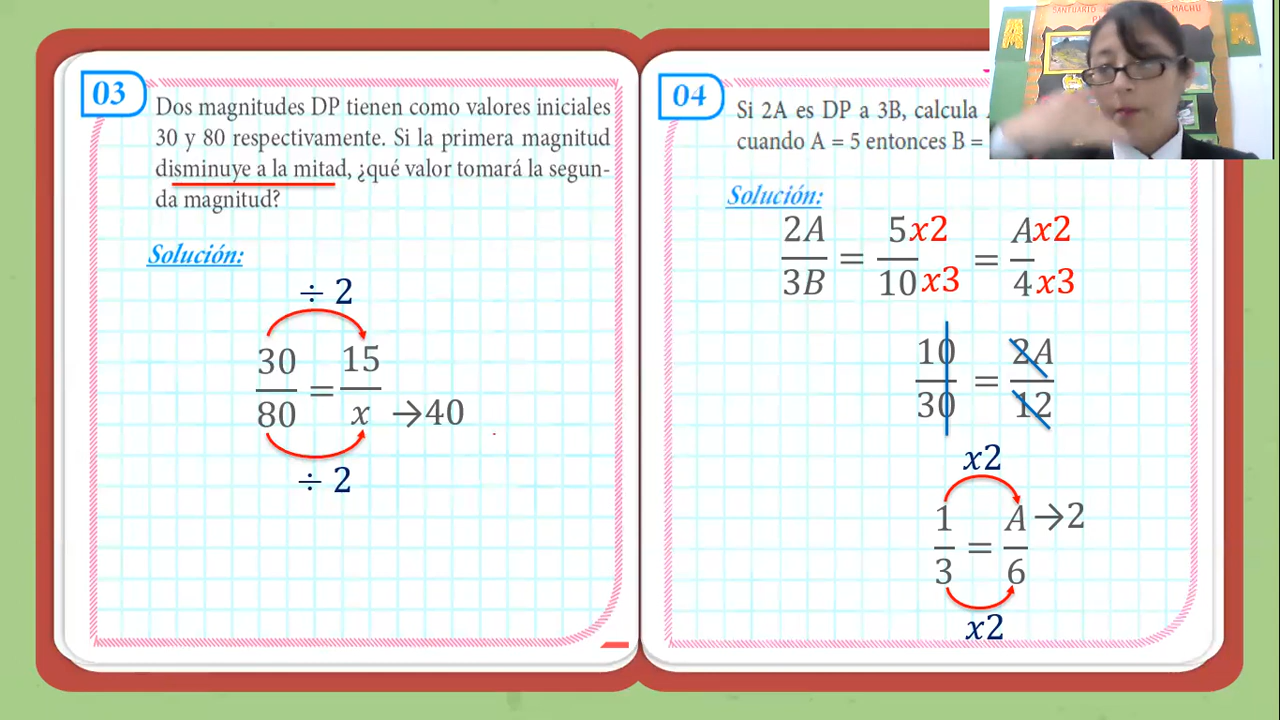 SANTUARIO
MACHU
03
Dos magnitudes DP tienen como valores iniciales
30 y 80 respectivamente. Si la primera magnitud
disminuye a la mitad, ¿qué valor tomará la segun-
da magnitud?
Solución:
÷ 2
30/80 = 15/x →40
÷ 2
04
Si 2A es DP a 3B, calcula
cuando A = 5 entonces B =
Solución:
2A/3B = 5x2/10x3 = Ax2/4x3
10/30 = 2A/12
x2
1/3 = A/6 →2
x2